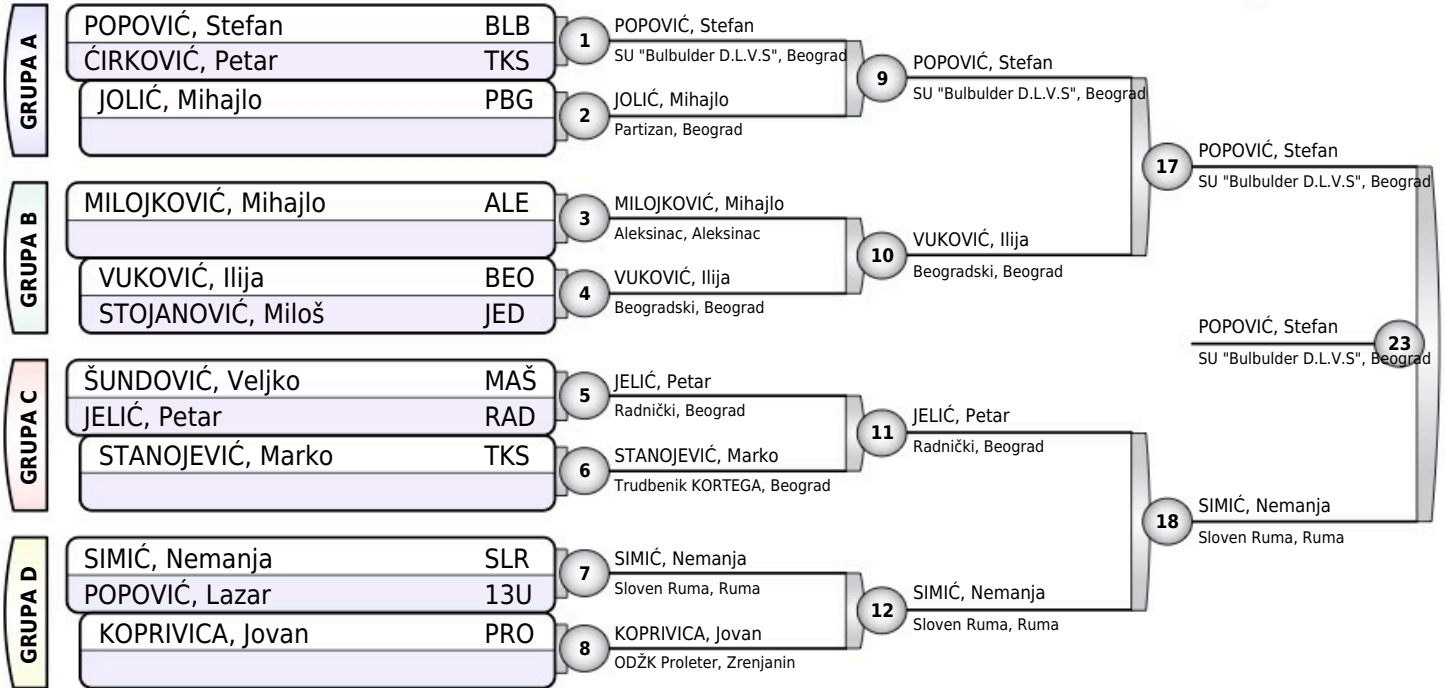 GRUPA A
POPOVIĆ, Stefan BLB
ĆIRKOVIĆ, Petar TKS
JOLIĆ, Mihajlo PBG
GRUPA B
MILOJKOVIĆ, Mihajlo ALE
VUKOVIĆ, Ilija BEO
STOJANOVIĆ, Miloš JED
GRUPA C
ŠUNDOVIĆ, Veljko MAŠ
JELIĆ, Petar RAD
STANOJEVIĆ, Marko TKS
GRUPA D
SIMIĆ, Nemanja SLR
POPOVIĆ, Lazar 13U
KOPRIVICA, Jovan PRO
1
POPOVIĆ, Stefan
SU "Bulbulder D.L.V.S", Beograd
2
JOLIĆ, Mihajlo
Partizan, Beograd
3
MILOJKOVIĆ, Mihajlo
Aleksinac, Aleksinac
4
VUKOVIĆ, Ilija
Beogradski, Beograd
5
JELIĆ, Petar
Radnički, Beograd
6
STANOJEVIĆ, Marko
Trudbenik KORTEGA, Beograd
7
SIMIĆ, Nemanja
Sloven Ruma, Ruma
8
KOPRIVICA, Jovan
ODŽK Proleter, Zrenjanin
9
POPOVIĆ, Stefan
SU "Bulbulder D.L.V.S", Beograd
10
VUKOVIĆ, Ilija
Beogradski, Beograd
11
JELIĆ, Petar
Radnički, Beograd
12
SIMIĆ, Nemanja
Sloven Ruma, Ruma
17
POPOVIĆ, Stefan
SU "Bulbulder D.L.V.S", Beograd
18
SIMIĆ, Nemanja
Sloven Ruma, Ruma
POPOVIĆ, Stefan
23
SU "Bulbulder D.L.V.S", Beograd